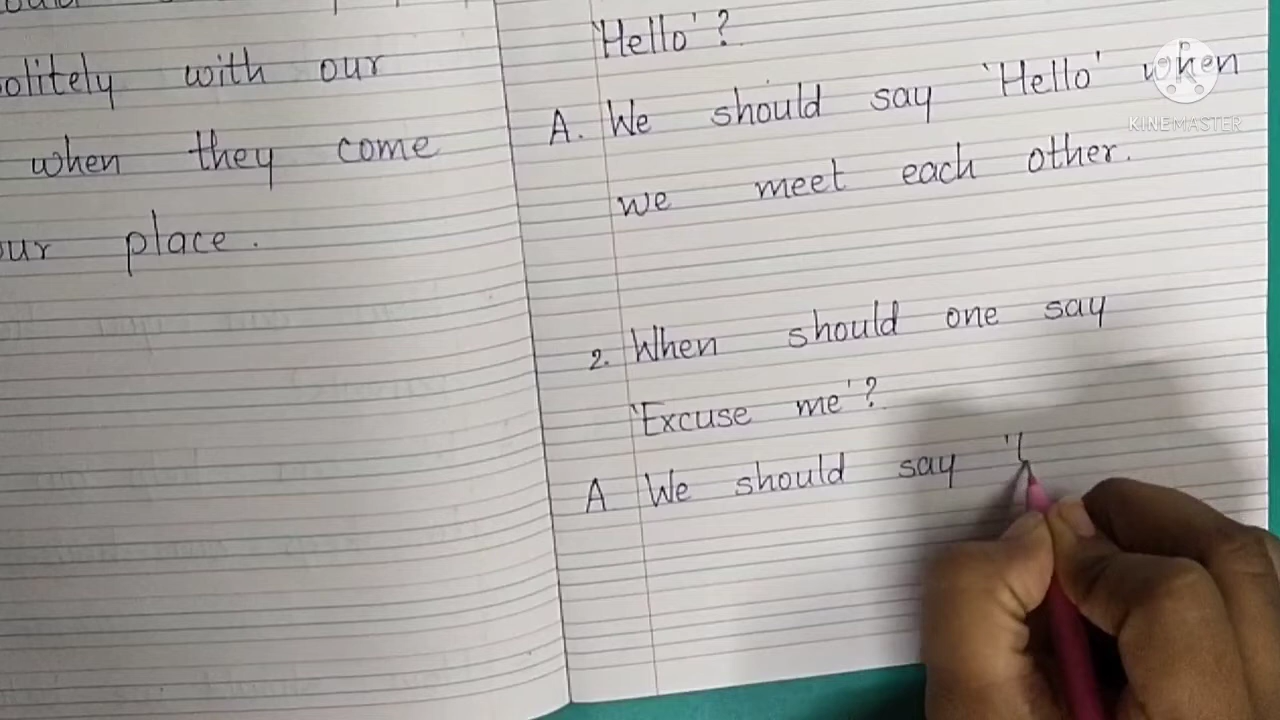 politely with our
when they come
our place.
'Hello'?
A. We should say 'Hello' when
we meet each other.
2. When should one say
'Excuse me'?
A We should say '
KINEMASTER